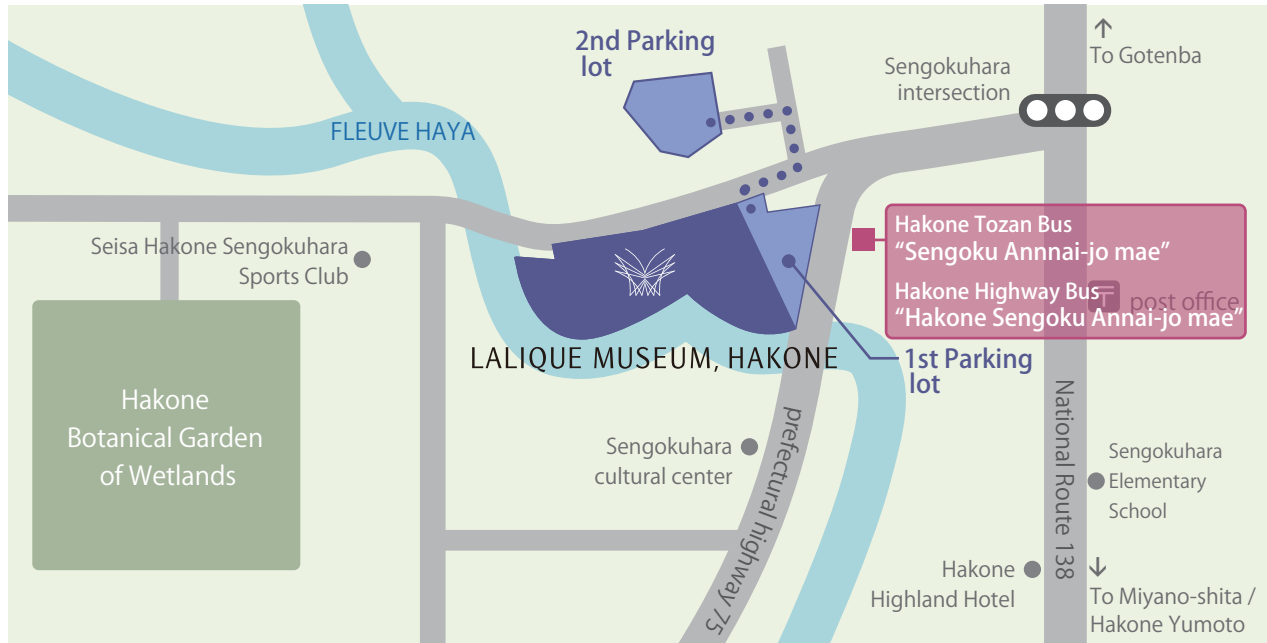 2nd Parking
lot
Sengokuhara
intersection
↑
To Gotenba
FLEUVE HAYA
Seisa Hakone Sengokuhara
Sports Club
Hakone Tozan Bus
“Sengoku Annnai-jo mae”
Hakone Highway Bus
“Hakone Sengoku Annai-jo mae”
〒 post office
LALIQUE MUSEUM, HAKONE
1st Parking
lot
Hakone
Botanical Garden
of Wetlands
Sengokuhara
cultural center
prefectural highway 75
National Route 138
Sengokuhara
Elementary
School
Hakone
Highland Hotel
↓
To Miyano-shita /
Hakone Yumoto